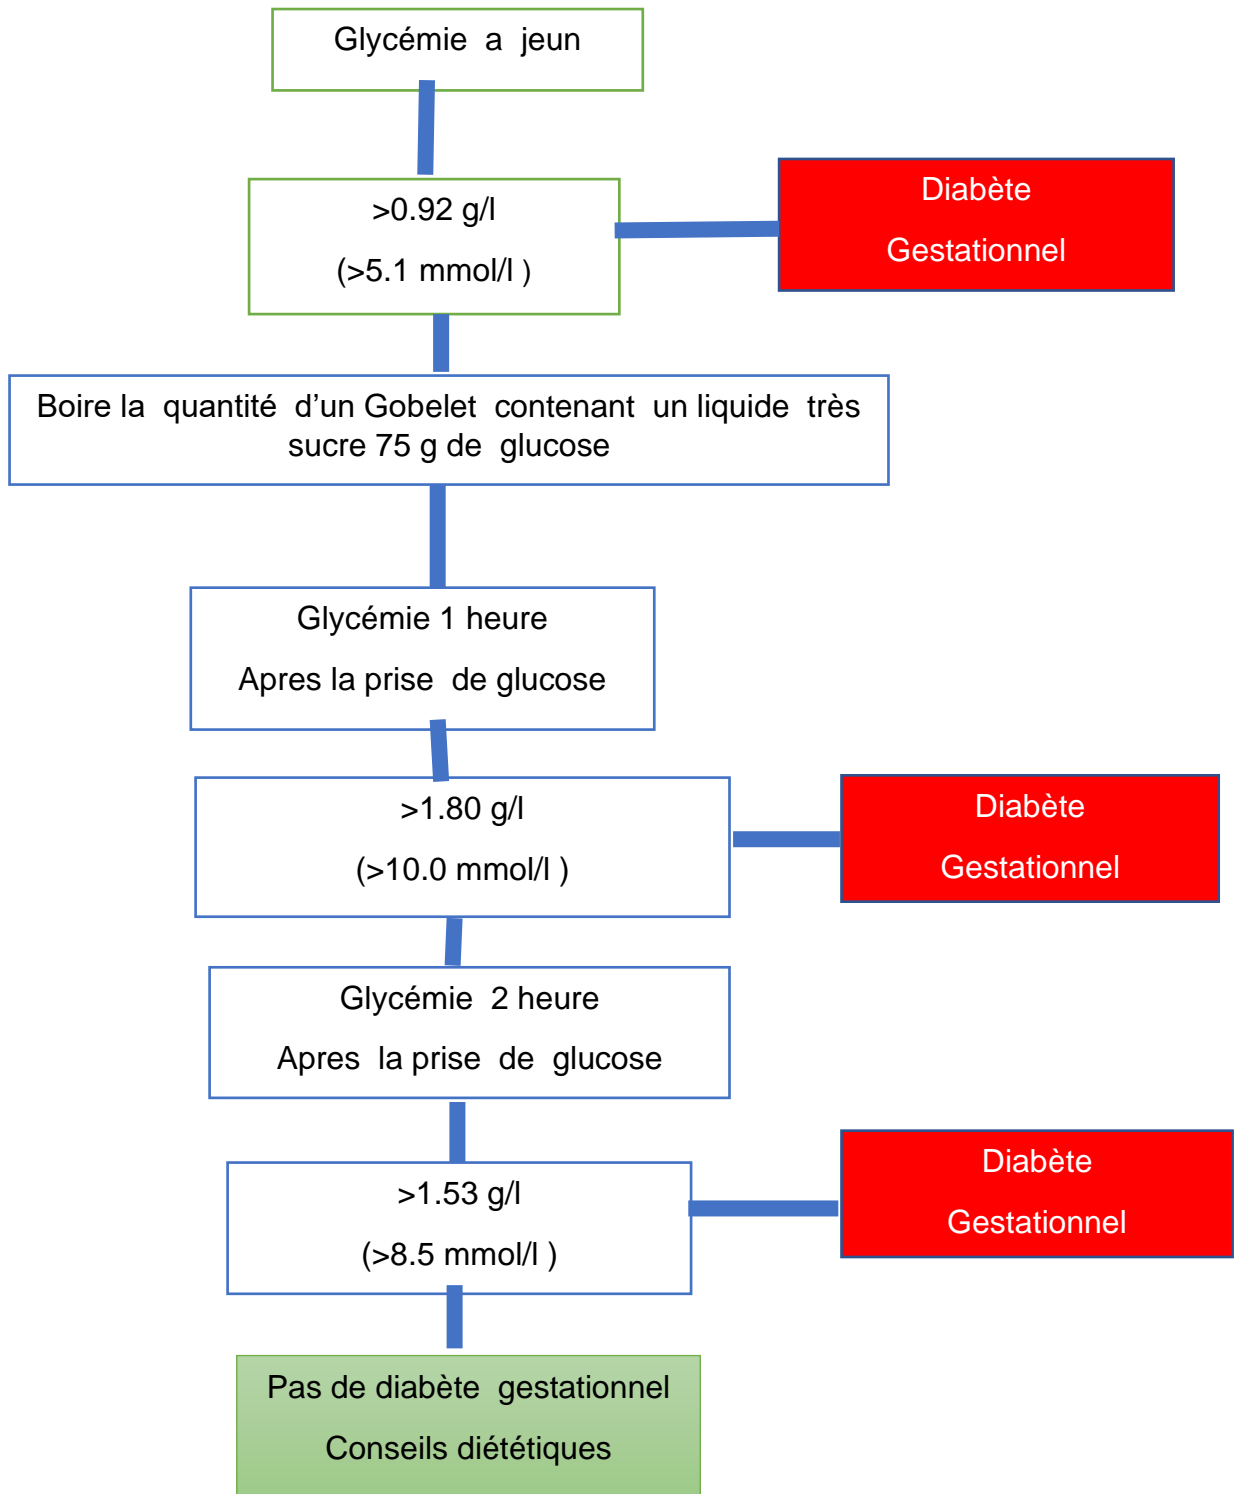 Glycémie a jeun
>0.92 g/l
(>5.1 mmol/l )
Diabète
Gestationnel
Boire la quantité d’un Gobelet contenant un liquide très
sucre 75 g de glucose
Glycémie 1 heure
Apres la prise de glucose
>1.80 g/l
(>10.0 mmol/l )
Diabète
Gestationnel
Glycémie 2 heure
Apres la prise de glucose
>1.53 g/l
(>8.5 mmol/l )
Diabète
Gestationnel
Pas de diabète gestationnel
Conseils diététiques